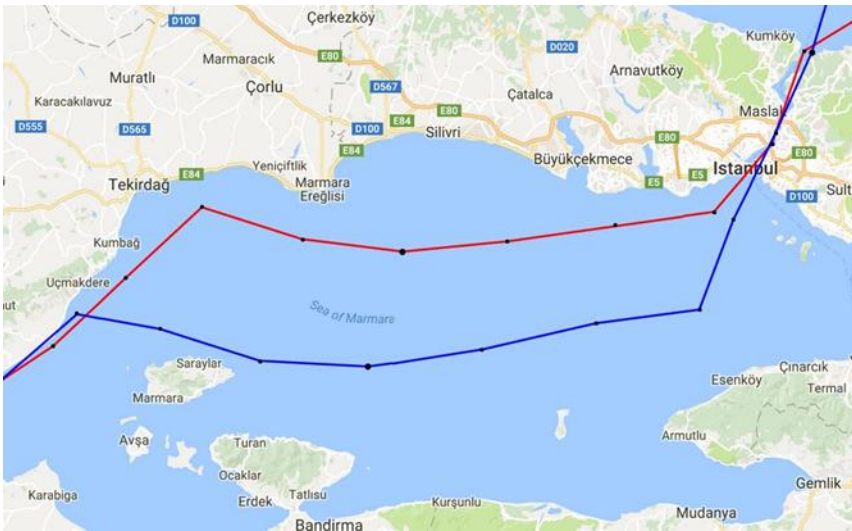 D100
Çerkezköy
Kumköy
E80
D020
Marmaracık
Muratlı
Arnavutköy
Çorlu
D567
Çatalca
Karacakılavuz
Maslak
E80
D555
D565
D100
E84
Silivri
E80
E84
Büyükçekmece
E80
Yeniçiftlik
Istanbul
E84
Marmara
Ereğlisi
Tekirdağ
E5
E5
D100
Sult
Kumbağ
Uçmakdere
Sea of Marmara
Saraylar
Çınarcık
Esenköy
Termal
Marmara
Avşa
Turan
Armutlu
Ocaklar
Gemlik
Karabiga
Erdek
Tatlısu
Kurşunlu
Mudanya
Bandirma